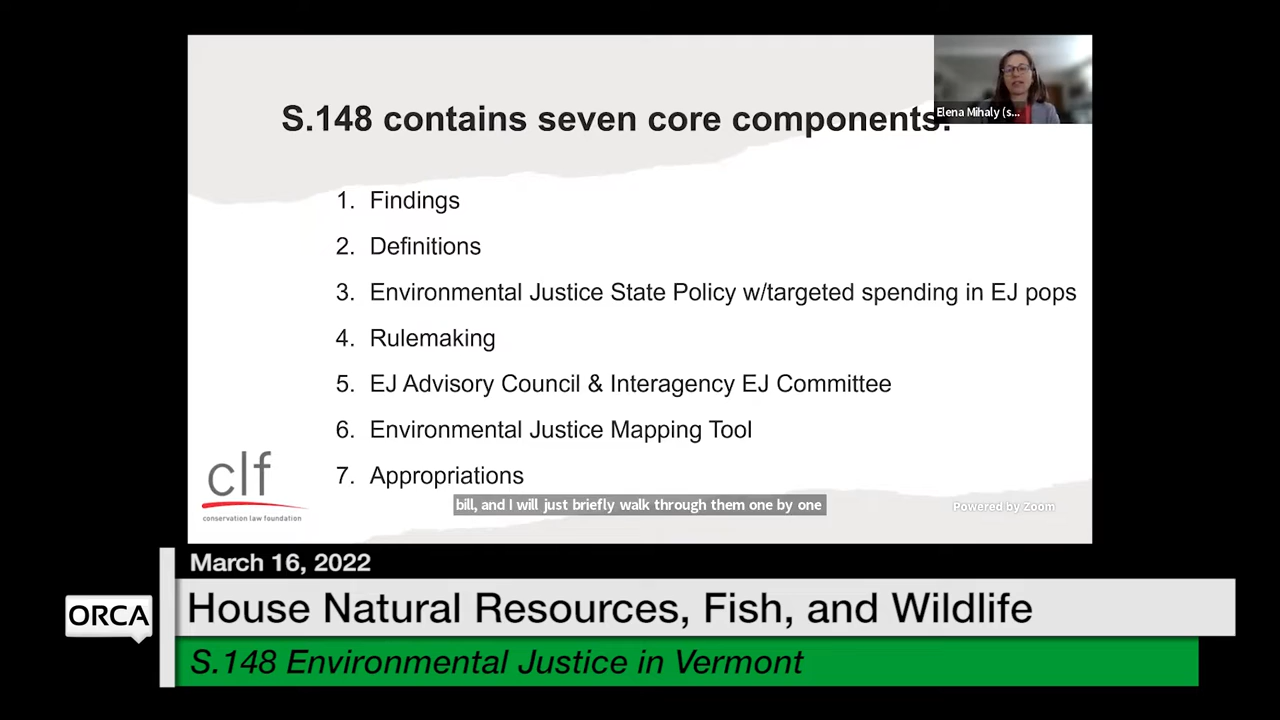 S.148 contains seven core components:
Elena Mihaly (s...
1. Findings
2. Definitions
3. Environmental Justice State Policy w/targeted spending in EJ pops
4. Rulemaking
5. EJ Advisory Council & Interagency EJ Committee
6. Environmental Justice Mapping Tool
7. Appropriations
clf
conservation law foundation
bill, and I will just briefly walk through them one by one
Powered by Zoom
March 16, 2022
ORCA
House Natural Resources, Fish, and Wildlife
S.148 Environmental Justice in Vermont